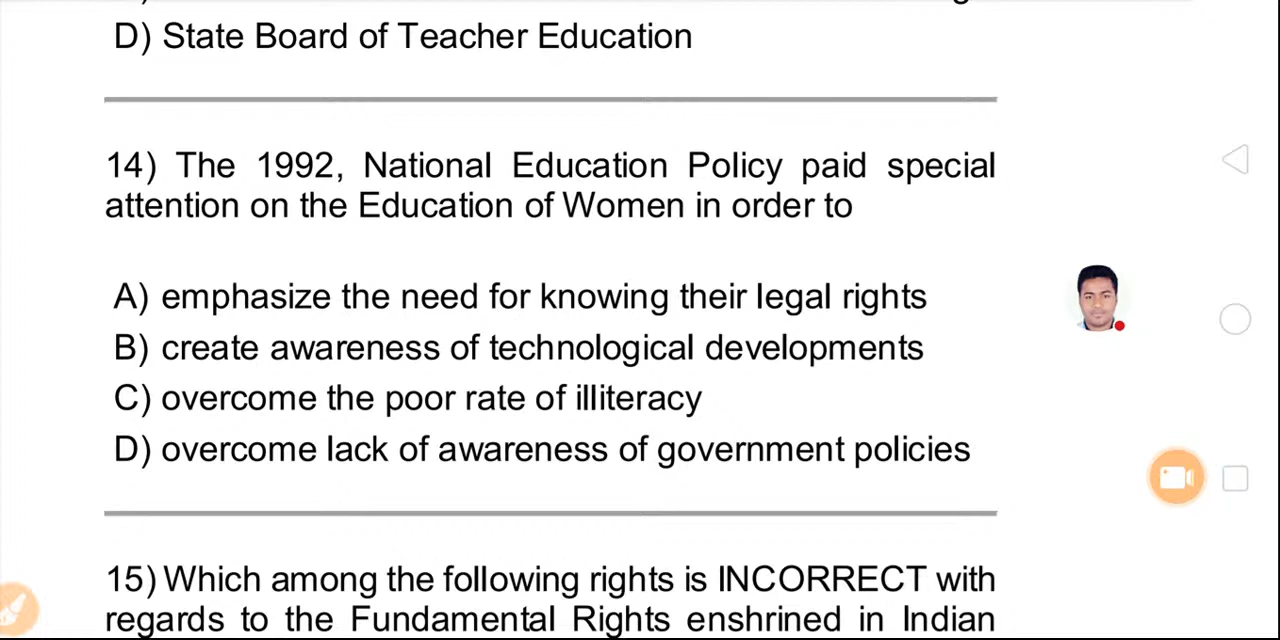 D) State Board of Teacher Education
14) The 1992, National Education Policy paid special
attention on the Education of Women in order to
A) emphasize the need for knowing their legal rights
B) create awareness of technological developments
C) overcome the poor rate of illiteracy
D) overcome lack of awareness of government policies
15) Which among the following rights is INCORRECT with
regards to the Fundamental Rights enshrined in Indian